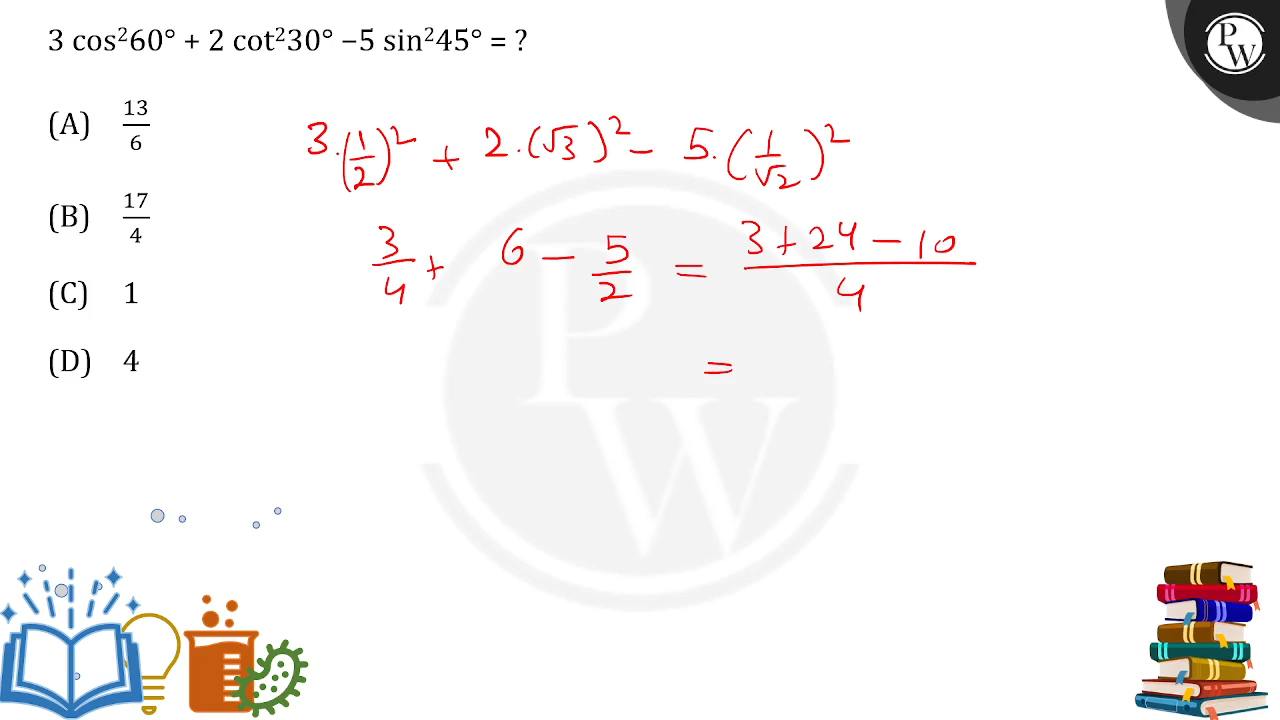 3 cos²60° + 2 cot²30° −5 sin²45° = ?
(A) 13/6
(B) 17/4
(C) 1
(D) 4
3·(1/2)² + 2·(√3)² − 5·(1/√2)²
3/4 + 6 − 5/2 = (3+24−10)/4
=
P
W
P
W